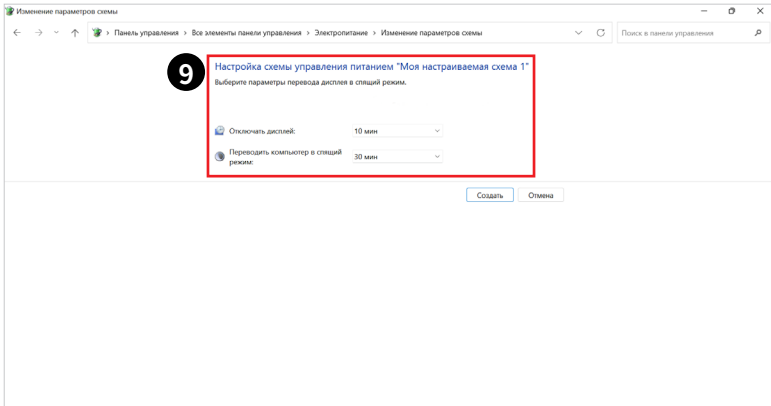 Изменение параметров схемы
Панель управления › Все элементы панели управления › Электропитание › Изменение параметров схемы
Поиск в панели управления
9
Настройка схемы управления питанием "Моя настраиваемая схема 1"
Выберите параметры перевода дисплея в спящий режим.
Отключать дисплей: 10 мин
Переводить компьютер в спящий
режим: 30 мин
Создать Отмена